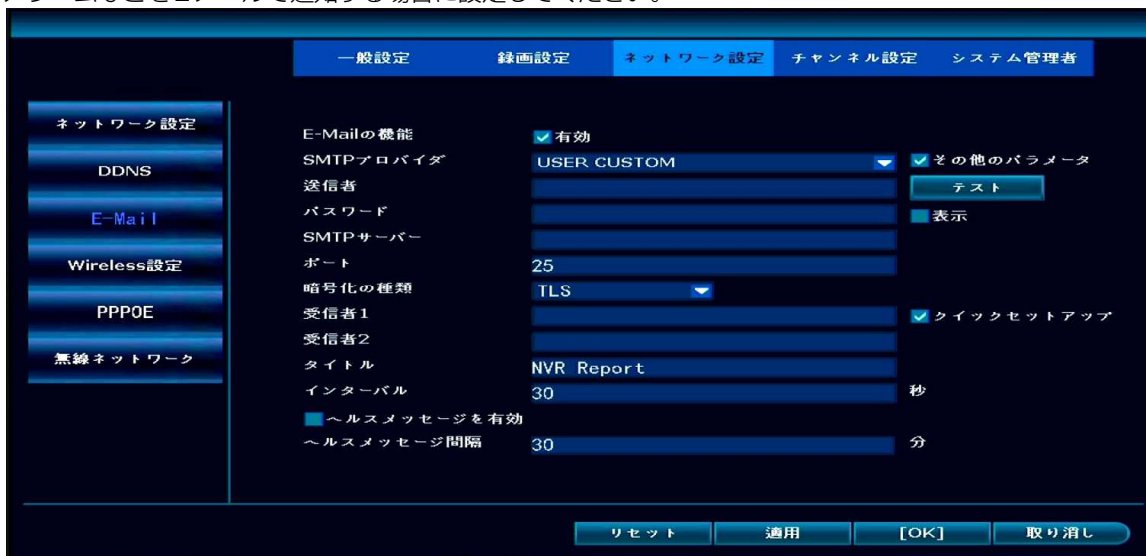 一般設定 録画設定 ネットワーク設定 チャンネル設定 システム管理者
ネットワーク設定
DDNS
E-Mail
Wireless設定
PPPOE
無線ネットワーク
E-Mailの機能 有効
SMTPプロバイダ USER CUSTOM その他のパラメータ
送信者 テスト
パスワード 表示
SMTPサーバー
ポート 25
暗号化の種類 TLS
受信者1 クイックセットアップ
受信者2
タイトル NVR Report
インターバル 30 秒
ヘルスメッセージを有効
ヘルスメッセージ間隔 30 分
リセット 適用 [OK] 取り消し